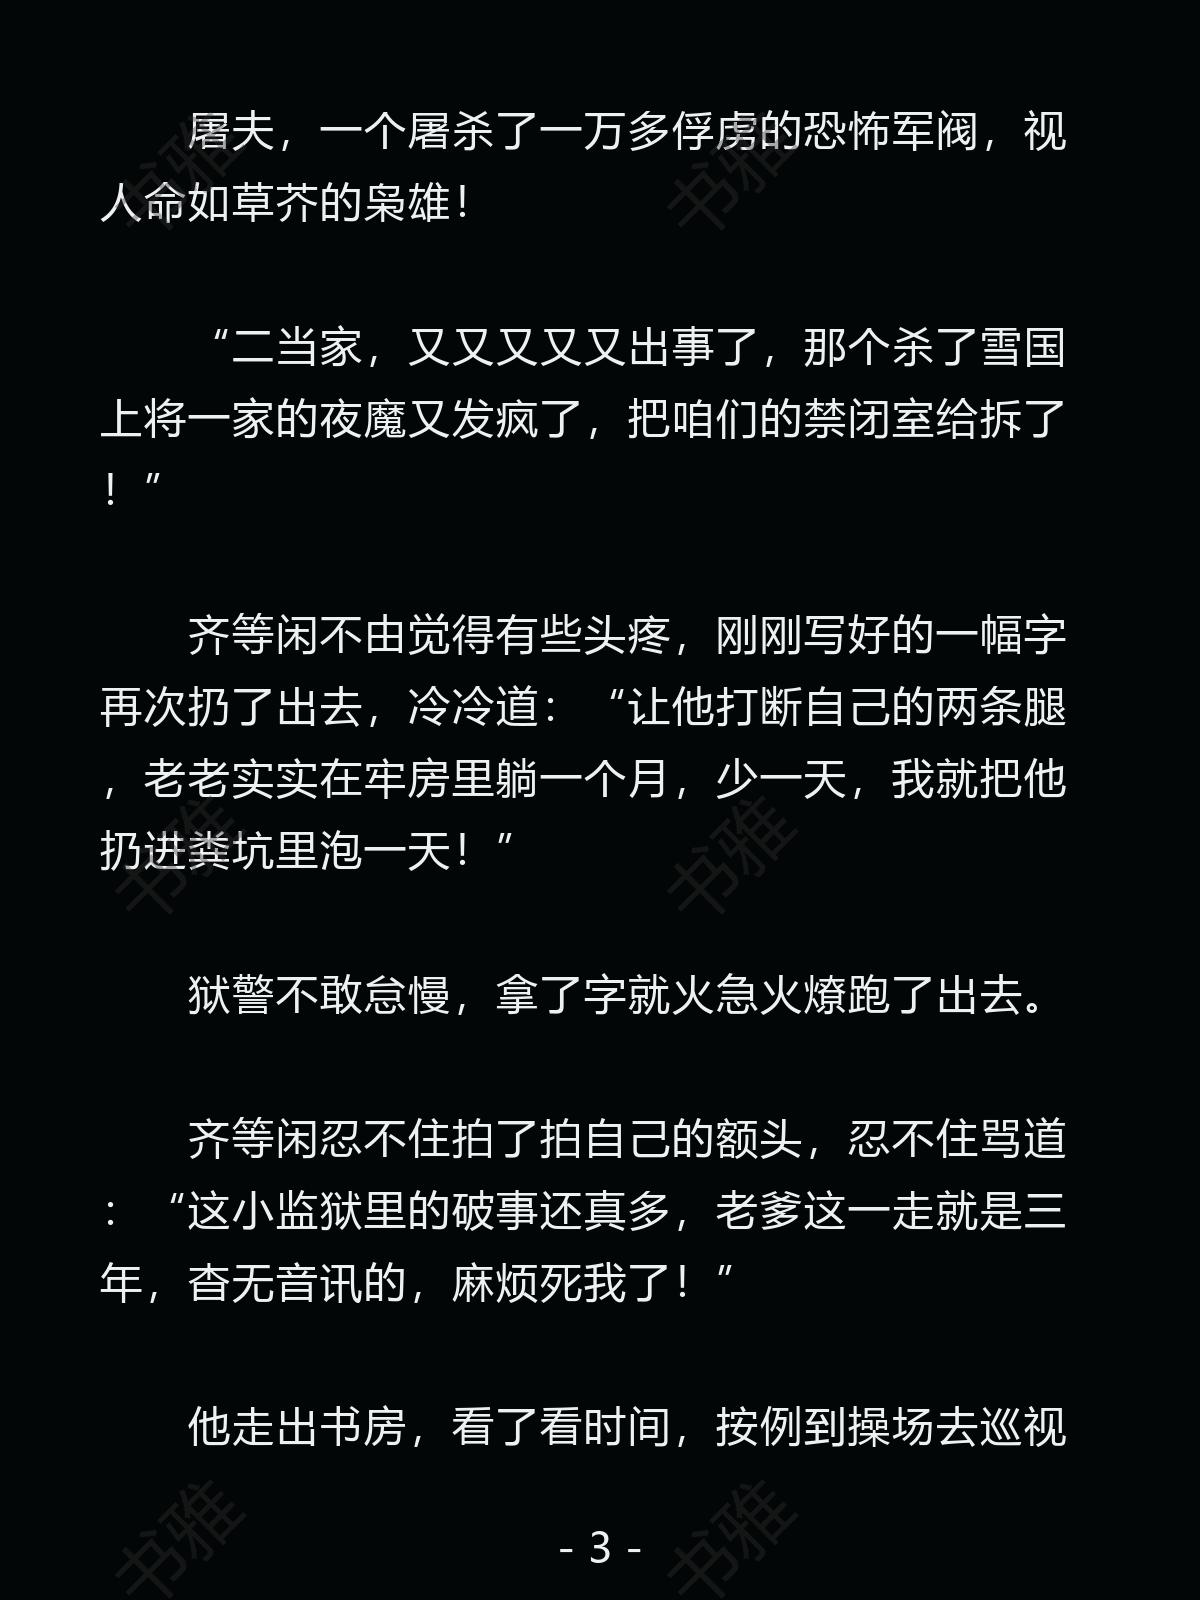 屠夫，一个屠杀了一万多俘虏的恐怖军阀，视
人命如草芥的枭雄！
“二当家，又又又又又出事了，那个杀了雪国
上将一家的夜魔又发疯了，把咱们的禁闭室给拆了
！”
齐等闲不由觉得有些头疼，刚刚写好的一幅字
再次扔了出去，冷冷道：“让他打断自己的两条腿
，老老实实在牢房里躺一个月，少一天，我就把他
扔进粪坑里泡一天！”
狱警不敢怠慢，拿了字就火急火燎跑了出去。
齐等闲忍不住拍了拍自己的额头，忍不住骂道
：“这小监狱里的破事还真多，老爹这一走就是三
年，杳无音讯的，麻烦死我了！”
他走出书房，看了看时间，按例到操场去巡视
- 3 -
书雅
书雅
书雅
书雅
书雅
书雅